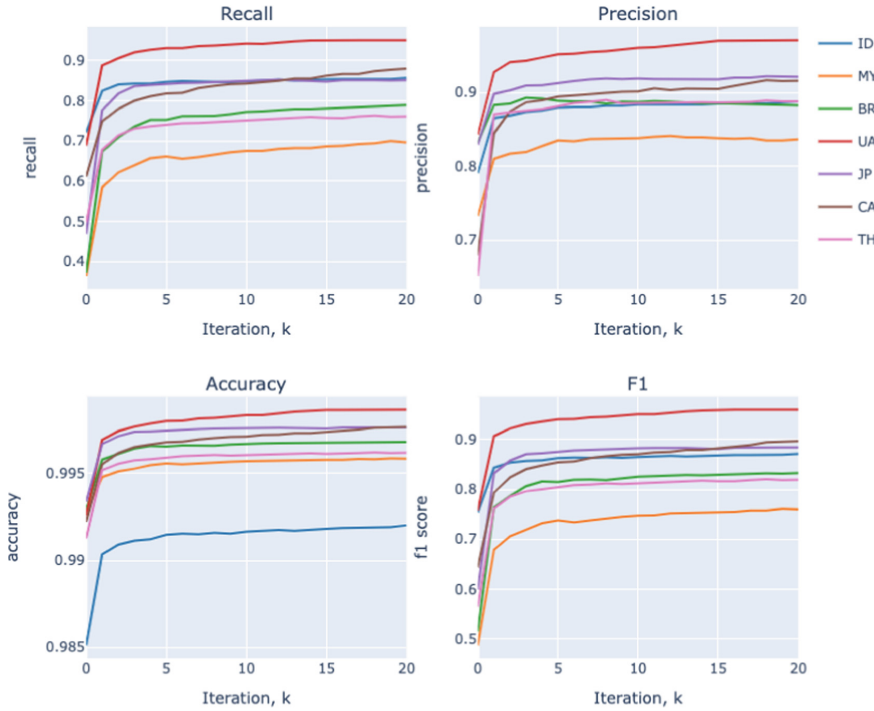 Recall
Precision
0.9
0.8
0.7
0.6
0.5
0.4
recall
0
5
10
15
20
Iteration, k
0.9
0.8
0.7
precision
0
5
10
15
20
Iteration, k
ID
MY
BR
UA
JP
CA
TH
Accuracy
F1
0.995
0.99
0.985
accuracy
0
5
10
15
20
Iteration, k
0.9
0.8
0.7
0.6
0.5
f1 score
0
5
10
15
20
Iteration, k